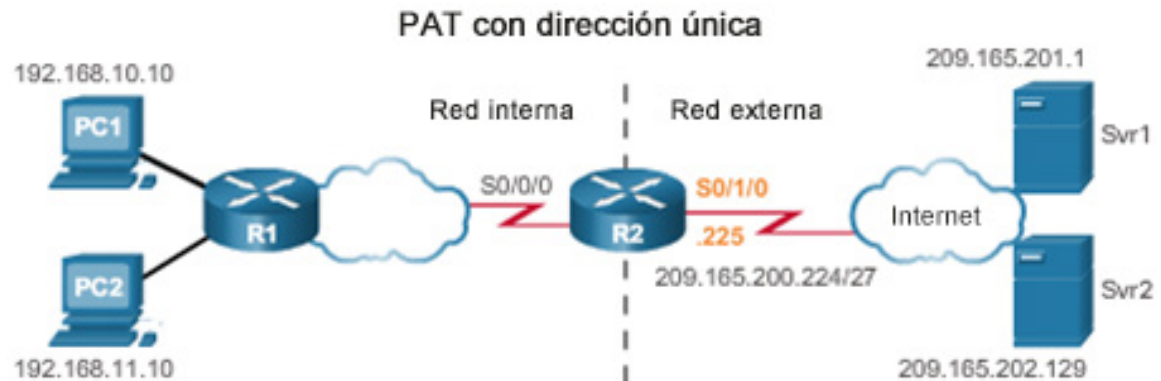 PAT con dirección única
192.168.10.10
209.165.201.1
PC1
Red interna
Red externa
Svr1
S0/0/0
S0/1/0
R1
R2
.225
Internet
PC2
209.165.200.224/27
Svr2
192.168.11.10
209.165.202.129